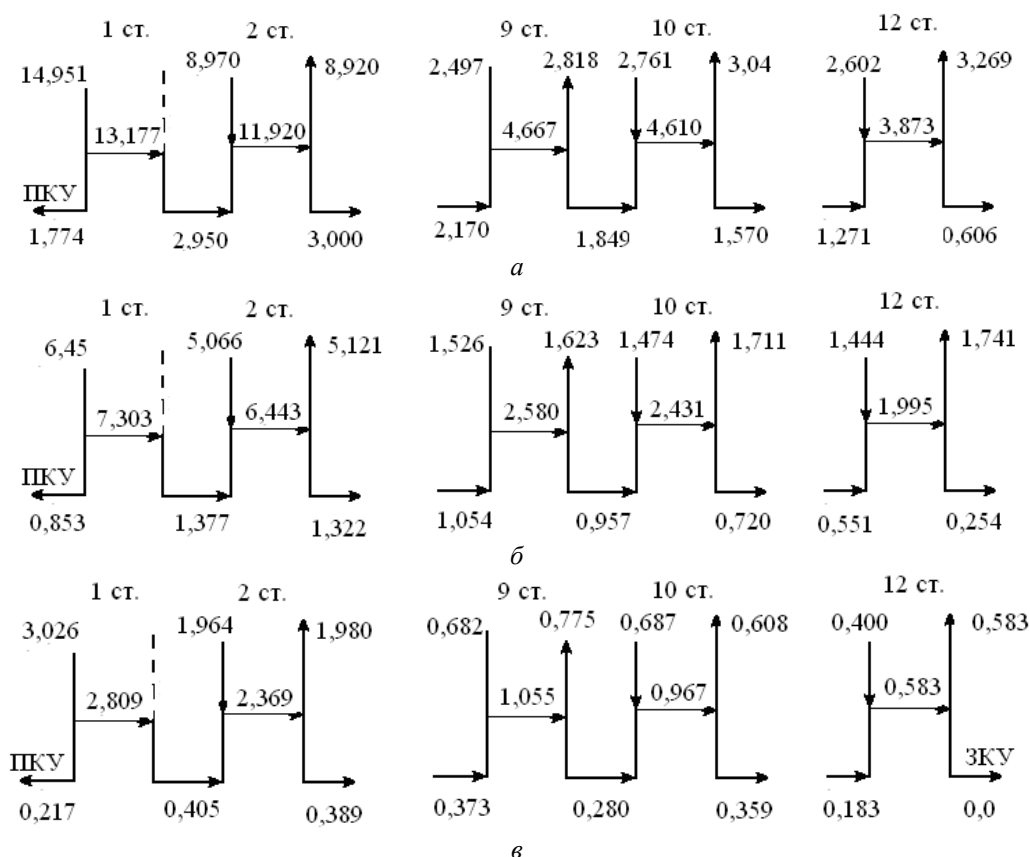 1 ст. 2 ст. 9 ст. 10 ст. 12 ст.
14,951 8,970 8,920 2,497 2,818 2,761 3,04 2,602 3,269
13,177 11,920 4,667 4,610 3,873
ПКУ
1,774 2,950 3,000 2,170 1,849 1,570 1,271 0,606
а
1 ст. 2 ст. 9 ст. 10 ст. 12 ст.
6,45 5,066 5,121 1,526 1,623 1,474 1,711 1,444 1,741
7,303 6,443 2,580 2,431 1,995
ПКУ
0,853 1,377 1,322 1,054 0,957 0,720 0,551 0,254
б
1 ст. 2 ст. 9 ст. 10 ст. 12 ст.
3,026 1,964 1,980 0,682 0,775 0,687 0,608 0,400 0,583
2,809 2,369 1,055 0,967 0,583
ПКУ ЗКУ
0,217 0,405 0,389 0,373 0,280 0,359 0,183 0,0
в